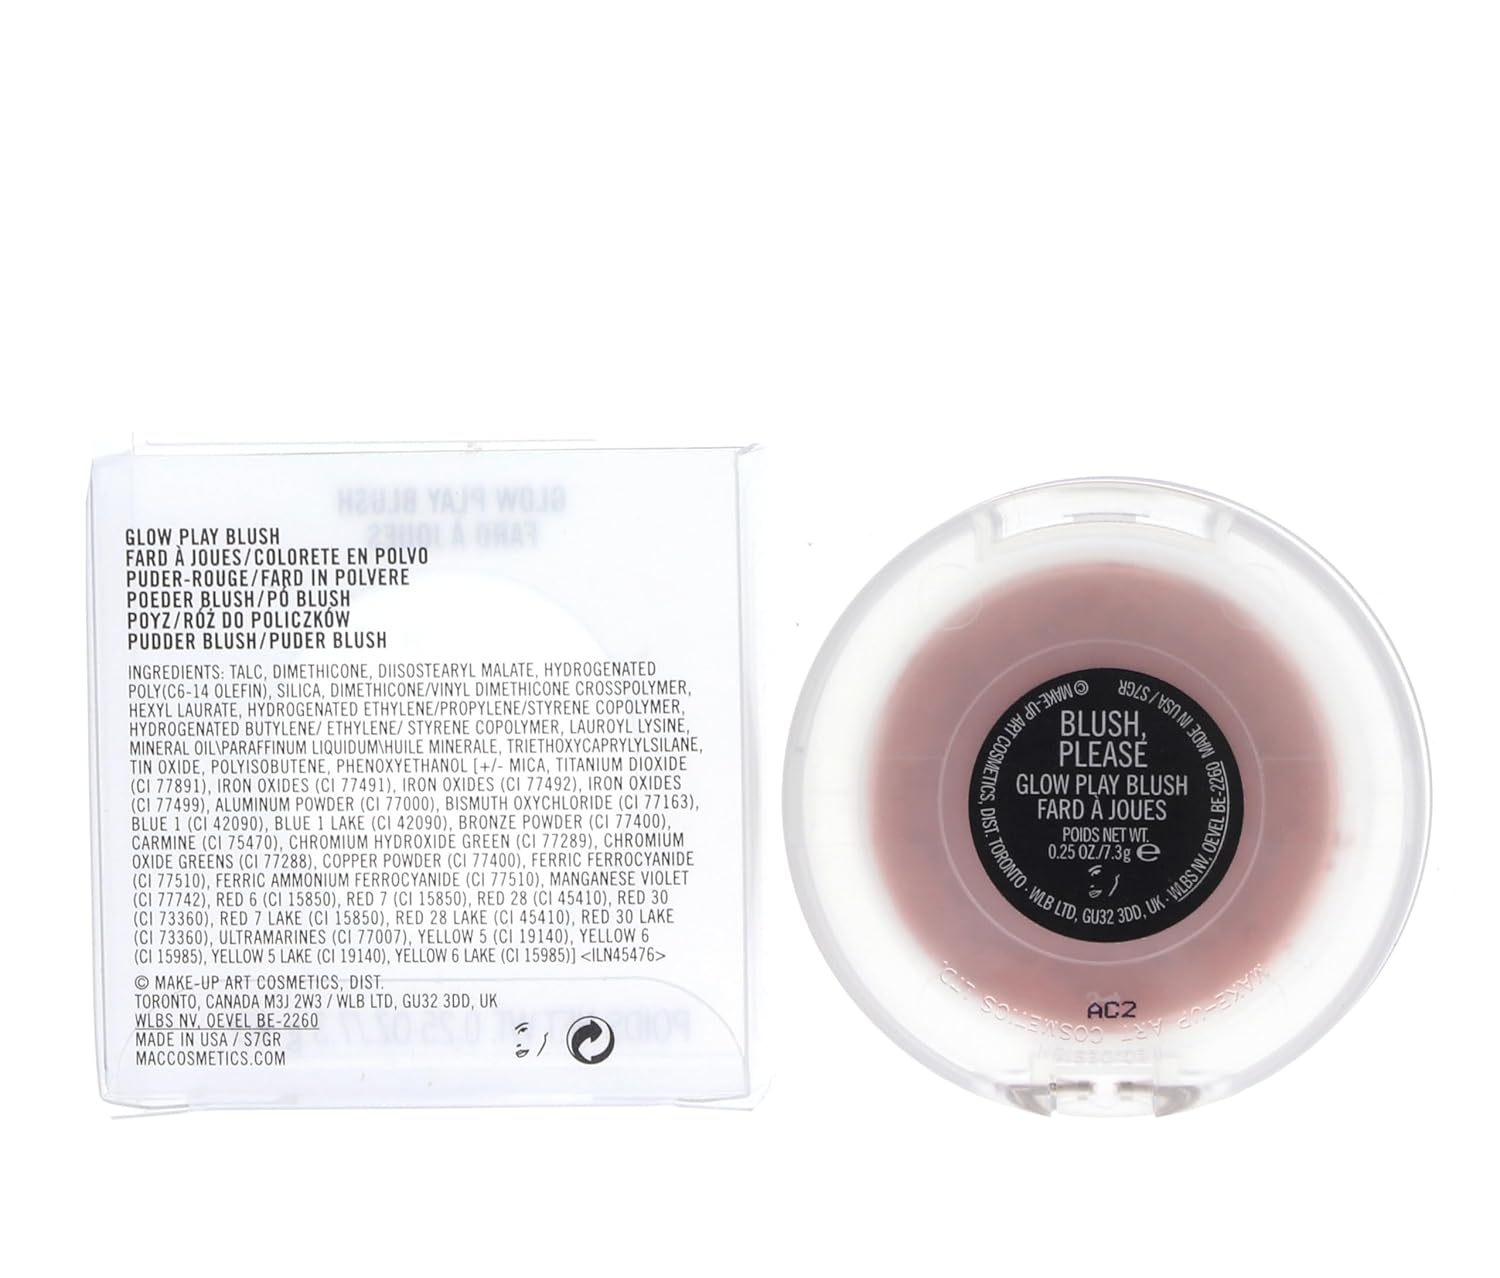 GLOW PLAY BLUSH
FARD À JOUES
GLOW PLAY BLUSH
FARD À JOUES/COLORETE EN POLVO
PUDER-ROUGE/FARD IN POLVERE
POEDER BLUSH/PÓ BLUSH
POYZ/RÓŻ DO POLICZKÓW
PUDDER BLUSH/PUDER BLUSH
INGREDIENTS: TALC, DIMETHICONE, DIISOSTEARYL MALATE, HYDROGENATED
POLY(C6-14 OLEFIN), SILICA, DIMETHICONE/VINYL DIMETHICONE CROSSPOLYMER,
HEXYL LAURATE, HYDROGENATED ETHYLENE/PROPYLENE/STYRENE COPOLYMER,
HYDROGENATED BUTYLENE/ ETHYLENE/ STYRENE COPOLYMER, LAUROYL LYSINE,
MINERAL OIL\PARAFFINUM LIQUIDUM\HUILE MINERALE, TRIETHOXYCAPRYLYLSILANE,
TIN OXIDE, POLYISOBUTENE, PHENOXYETHANOL [+/- MICA, TITANIUM DIOXIDE
(CI 77891), IRON OXIDES (CI 77491), IRON OXIDES (CI 77492), IRON OXIDES
(CI 77499), ALUMINUM POWDER (CI 77000), BISMUTH OXYCHLORIDE (CI 77163),
BLUE 1 (CI 42090), BLUE 1 LAKE (CI 42090), BRONZE POWDER (CI 77400),
CARMINE (CI 75470), CHROMIUM HYDROXIDE GREEN (CI 77289), CHROMIUM
OXIDE GREENS (CI 77288), COPPER POWDER (CI 77400), FERRIC FERROCYANIDE
(CI 77510), FERRIC AMMONIUM FERROCYANIDE (CI 77510), MANGANESE VIOLET
(CI 77742), RED 6 (CI 15850), RED 7 (CI 15850), RED 28 (CI 45410), RED 30
(CI 73360), RED 7 LAKE (CI 15850), RED 28 LAKE (CI 45410), RED 30 LAKE
(CI 73360), ULTRAMARINES (CI 77007), YELLOW 5 (CI 19140), YELLOW 6
(CI 15985), YELLOW 5 LAKE (CI 19140), YELLOW 6 LAKE (CI 15985)] <ILN45476>
© MAKE-UP ART COSMETICS, DIST.
TORONTO, CANADA M3J 2W3 / WLB LTD, GU32 3DD, UK
WLBS NV, OEVEL BE-2260
MADE IN USA / S7GR
MACCOSMETICS.COM
POIDS NET WT. 0.25 OZ./7.3 g
BLUSH,
PLEASE
GLOW PLAY BLUSH
FARD À JOUES
POIDS NET WT.
0.25 OZ./7.3g ℮
© MAKE-UP ART COSMETICS, DIST. TORONTO · WLB LTD, GU32 3DD, UK · WLBS NV, OEVEL BE-2260 MADE IN USA / S7GR
AC2
MAKE-UP ART COSMETICS LTD.